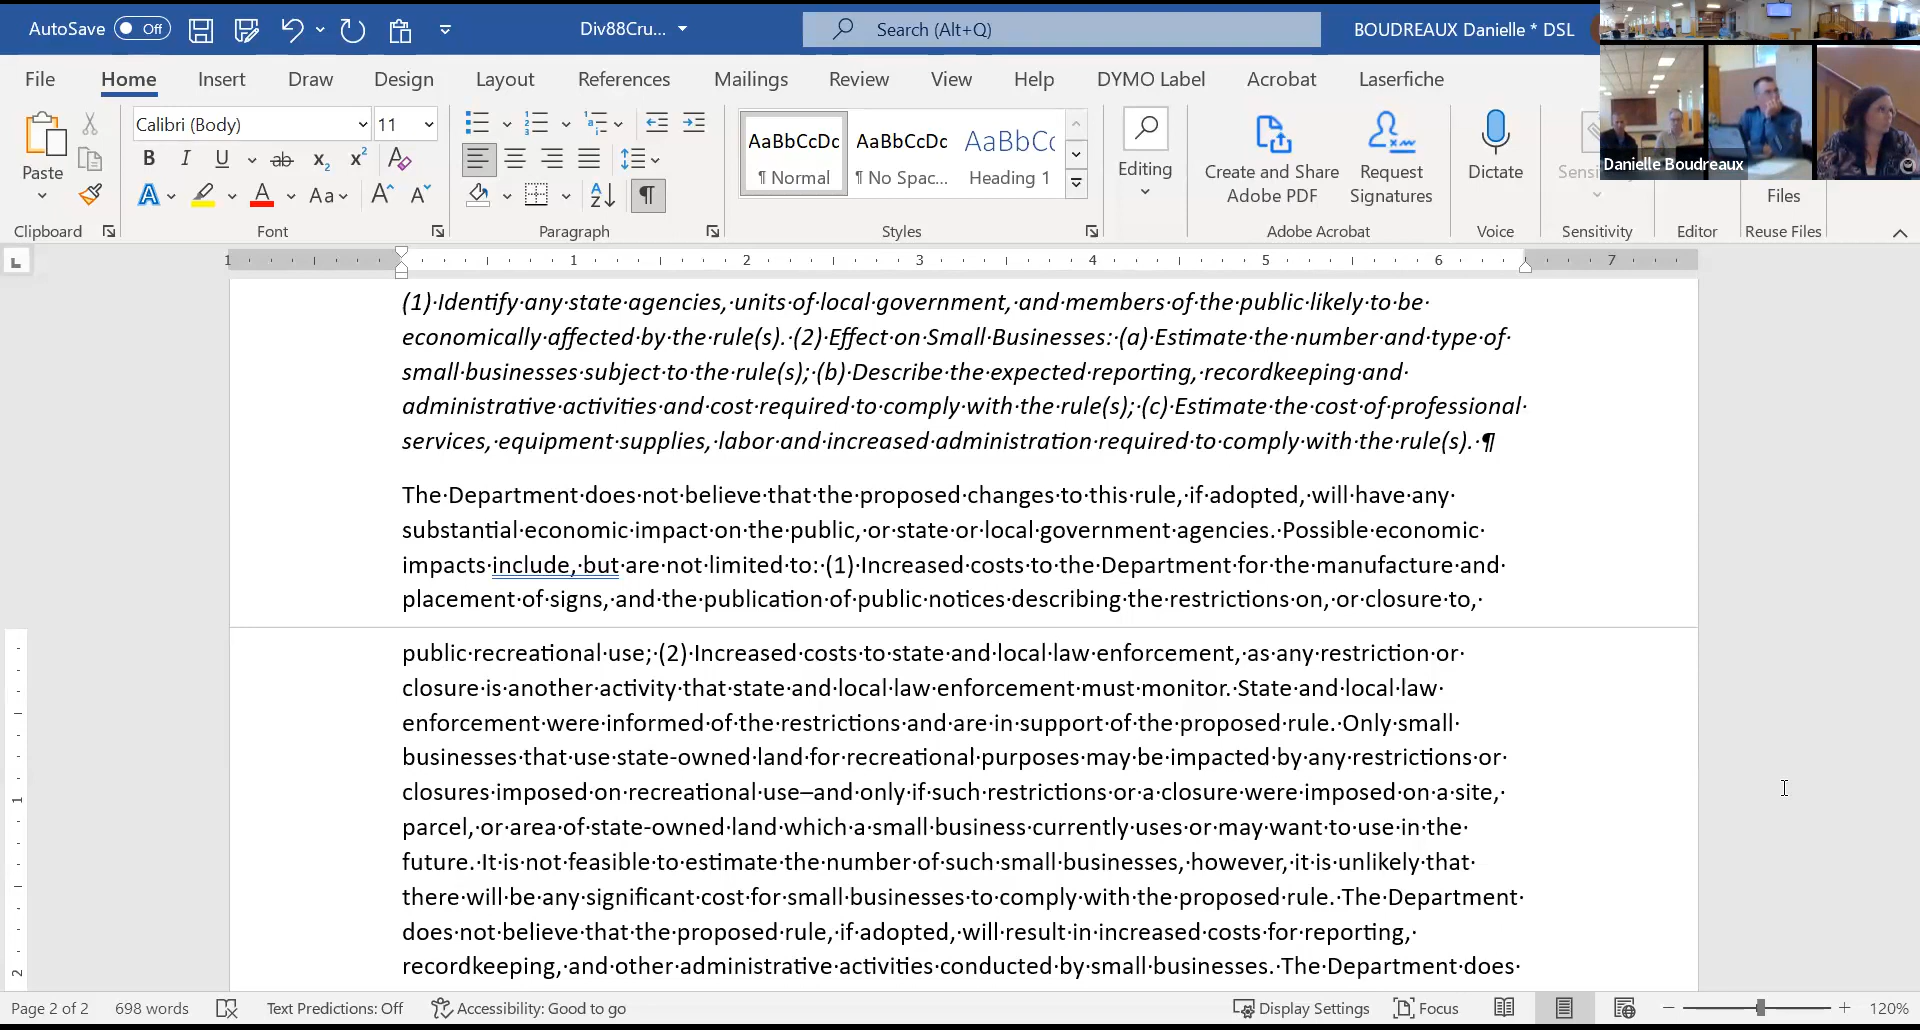 AutoSave Off Div88Cru... Search (Alt+Q) BOUDREAUX Danielle * DSL
File Home Insert Draw Design Layout References Mailings Review View Help DYMO Label Acrobat Laserfiche
Danielle Boudreaux
Paste
Calibri (Body) 11
B I U ab x₂ x²
A A Aa A A
AaBbCcDc AaBbCcDc AaBbCc
¶ Normal ¶ No Spac... Heading 1
Editing
Create and Share Adobe PDF
Request Signatures
Dictate
Files
Clipboard Font Paragraph Styles Adobe Acrobat Voice Sensitivity Editor Reuse Files
1 1 2 3 4 5 6 7
(1) Identify any state agencies, units of local government, and members of the public likely to be
economically affected by the rule(s). (2) Effect on Small Businesses: (a) Estimate the number and type of
small businesses subject to the rule(s); (b) Describe the expected reporting, recordkeeping and
administrative activities and cost required to comply with the rule(s); (c) Estimate the cost of professional
services, equipment supplies, labor and increased administration required to comply with the rule(s). ¶
The Department does not believe that the proposed changes to this rule, if adopted, will have any
substantial economic impact on the public, or state or local government agencies. Possible economic
impacts include, but are not limited to: (1) Increased costs to the Department for the manufacture and
placement of signs, and the publication of public notices describing the restrictions on, or closure to,
public recreational use; (2) Increased costs to state and local law enforcement, as any restriction or
closure is another activity that state and local law enforcement must monitor. State and local law
enforcement were informed of the restrictions and are in support of the proposed rule. Only small
businesses that use state-owned land for recreational purposes may be impacted by any restrictions or
closures imposed on recreational use–and only if such restrictions or a closure were imposed on a site,
parcel, or area of state-owned land which a small business currently uses or may want to use in the
future. It is not feasible to estimate the number of such small businesses, however, it is unlikely that
there will be any significant cost for small businesses to comply with the proposed rule. The Department
does not believe that the proposed rule, if adopted, will result in increased costs for reporting,
recordkeeping, and other administrative activities conducted by small businesses. The Department does
1
2
Page 2 of 2 698 words Text Predictions: Off Accessibility: Good to go Display Settings Focus 120%